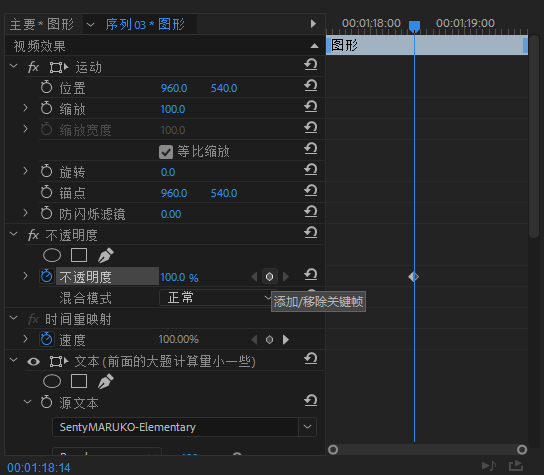 主要 * 图形
序列 03 * 图形
00:01:18:00
00:01:19:00
视频效果
图形
fx 运动
位置 960.0 540.0
缩放 100.0
缩放宽度 100.0
等比缩放
旋转 0.0
锚点 960.0 540.0
防闪烁滤镜 0.00
fx 不透明度
不透明度 100.0 %
混合模式 正常
添加/移除关键帧
fx 时间重映射
速度 100.00%
文本 (前面的大题计算量小一些)
源文本
SentyMARUKO-Elementary
00:01:18:14